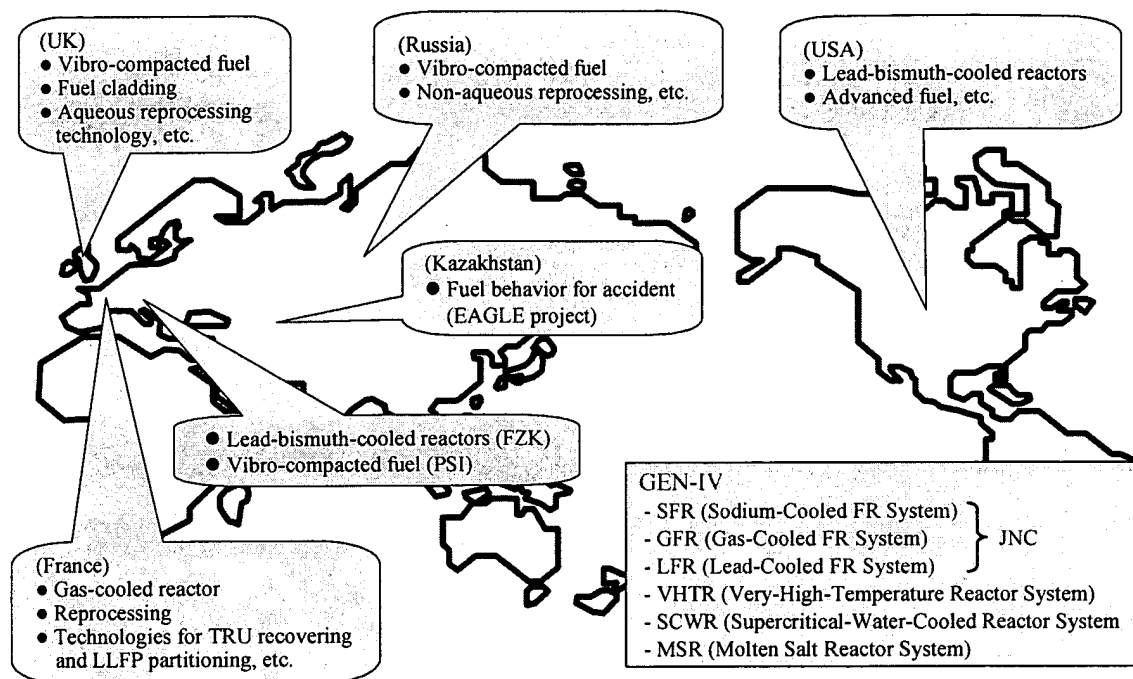 (UK)
● Vibro-compacted fuel
● Fuel cladding
● Aqueous reprocessing
technology, etc.
(Russia)
● Vibro-compacted fuel
● Non-aqueous reprocessing, etc.
(USA)
● Lead-bismuth-cooled reactors
● Advanced fuel, etc.
(Kazakhstan)
● Fuel behavior for accident
(EAGLE project)
● Lead-bismuth-cooled reactors (FZK)
● Vibro-compacted fuel (PSI)
(France)
● Gas-cooled reactor
● Reprocessing
● Technologies for TRU recovering
and LLFP partitioning, etc.
GEN-IV
- SFR (Sodium-Cooled FR System)
- GFR (Gas-Cooled FR System)
JNC
- LFR (Lead-Cooled FR System)
- VHTR (Very-High-Temperature Reactor System)
- SCWR (Supercritical-Water-Cooled Reactor System
- MSR (Molten Salt Reactor System)